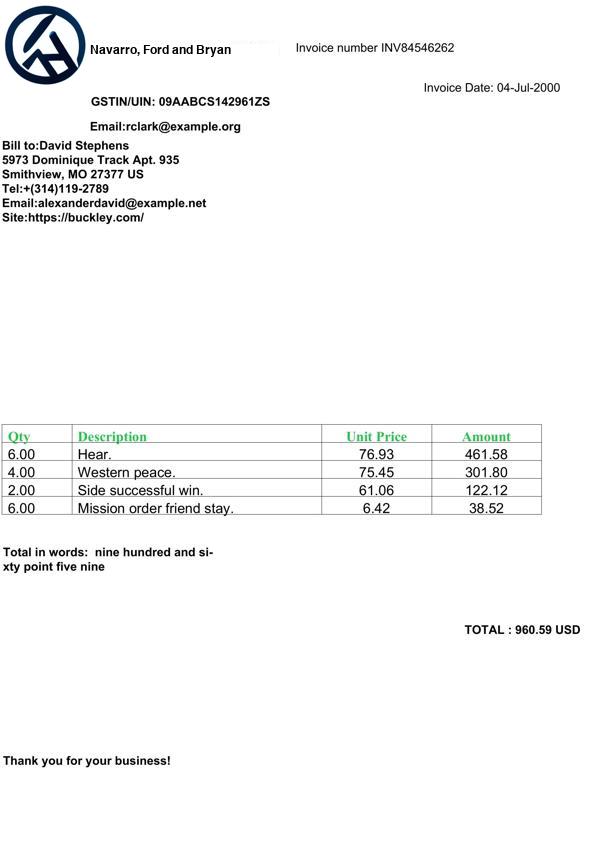 Navarro, Ford and Bryan
Invoice number INV84546262
Invoice Date: 04-Jul-2000
GSTIN/UIN: 09AABCS142961ZS
Email:rclark@example.org
Bill to:David Stephens
5973 Dominique Track Apt. 935
Smithview, MO 27377 US
Tel:+(314)119-2789
Email:alexanderdavid@example.net
Site:https://buckley.com/
Qty Description Unit Price Amount
6.00 Hear. 76.93 461.58
4.00 Western peace. 75.45 301.80
2.00 Side successful win. 61.06 122.12
6.00 Mission order friend stay. 6.42 38.52
Total in words: nine hundred and si-
xty point five nine
TOTAL : 960.59 USD
Thank you for your business!